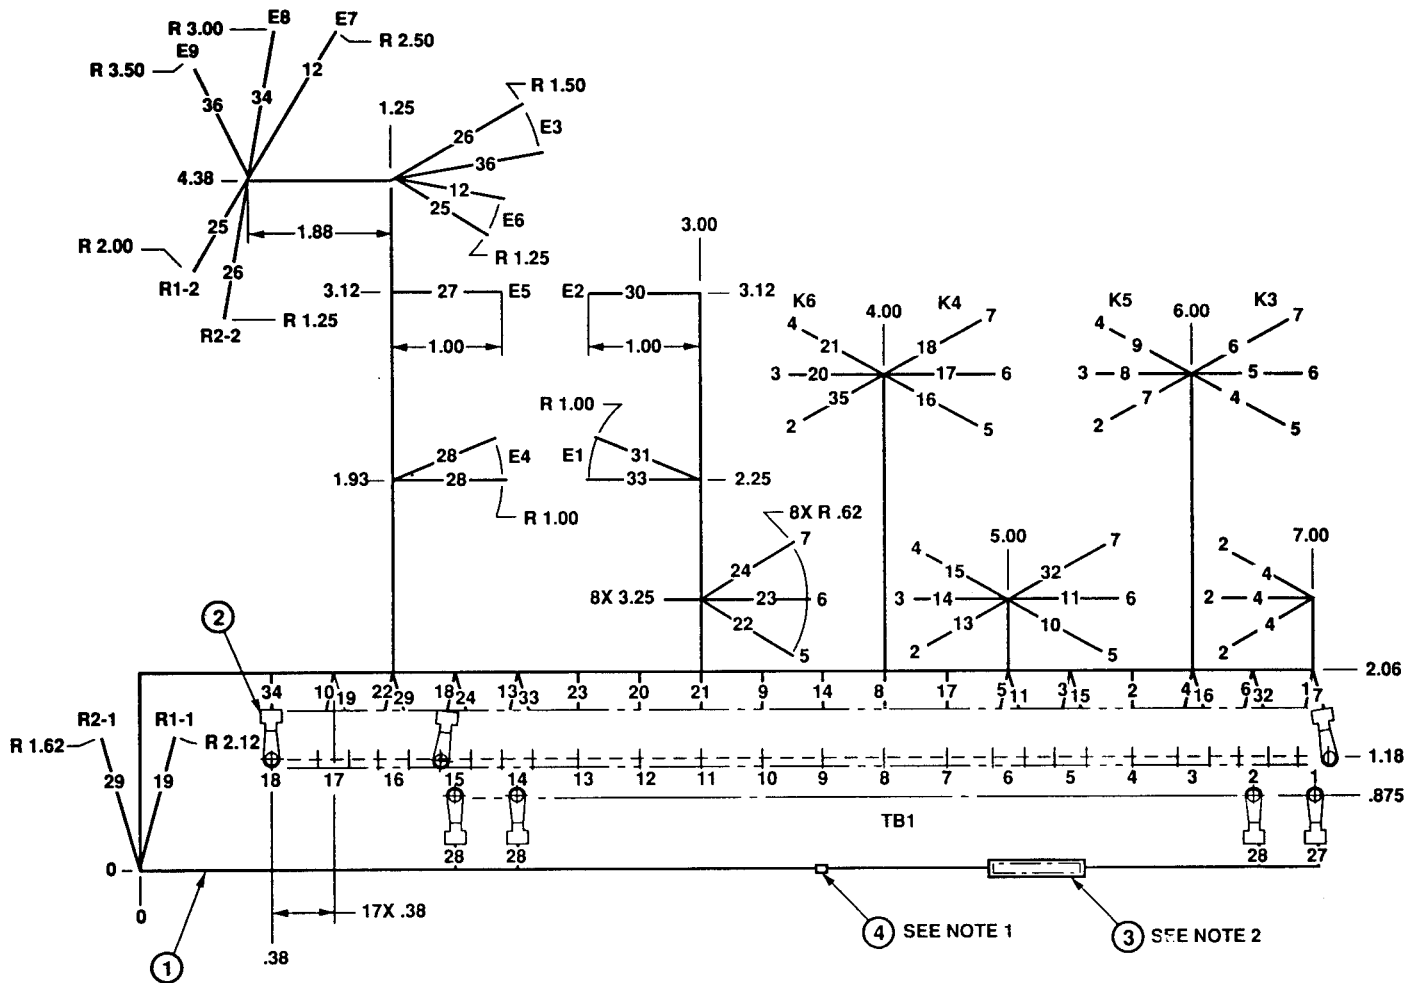 E8 E7
R 3.00
R 2.50
E9
R 3.50
12
34
36
1.25
R 1.50
26
E3
36
4.38
12
25
E6
25
1.88
R 2.00
26
R 1.25
R1-2
R2-2
R 1.25
3.00
3.12 27 E5 E2 30 3.12
1.00 1.00
K6 K4 K5 K3
4.00 6.00
4 7 4 7
21 18 9 6
3 20 17 6 3 8 5 6
35 16 7 4
2 5 2 5
R 1.00
28 E4 E1 31
1.93 28 33 2.25
R 1.00
8X R .62
7
5.00 7.00
4 7 2
24 15 32 4
8X 3.25 23 6 3 14 11 6 2 4
22 13 10 4
5 2 5 2
2
2.06
34 10 19 22 29 18 24 13 33 23 20 21 9 14 8 17 5 11 3 15 2 4 16 6 32 1 7
R2-1 R1-1
R 1.62 R 2.12
1.18
18 17 16 15 14 13 12 11 10 9 8 7 6 5 4 3 2 1
29 19
.875
TB1
28 28 28 27
0
0
17X .38
4 SEE NOTE 1
3 SEE NOTE 2
.38
1